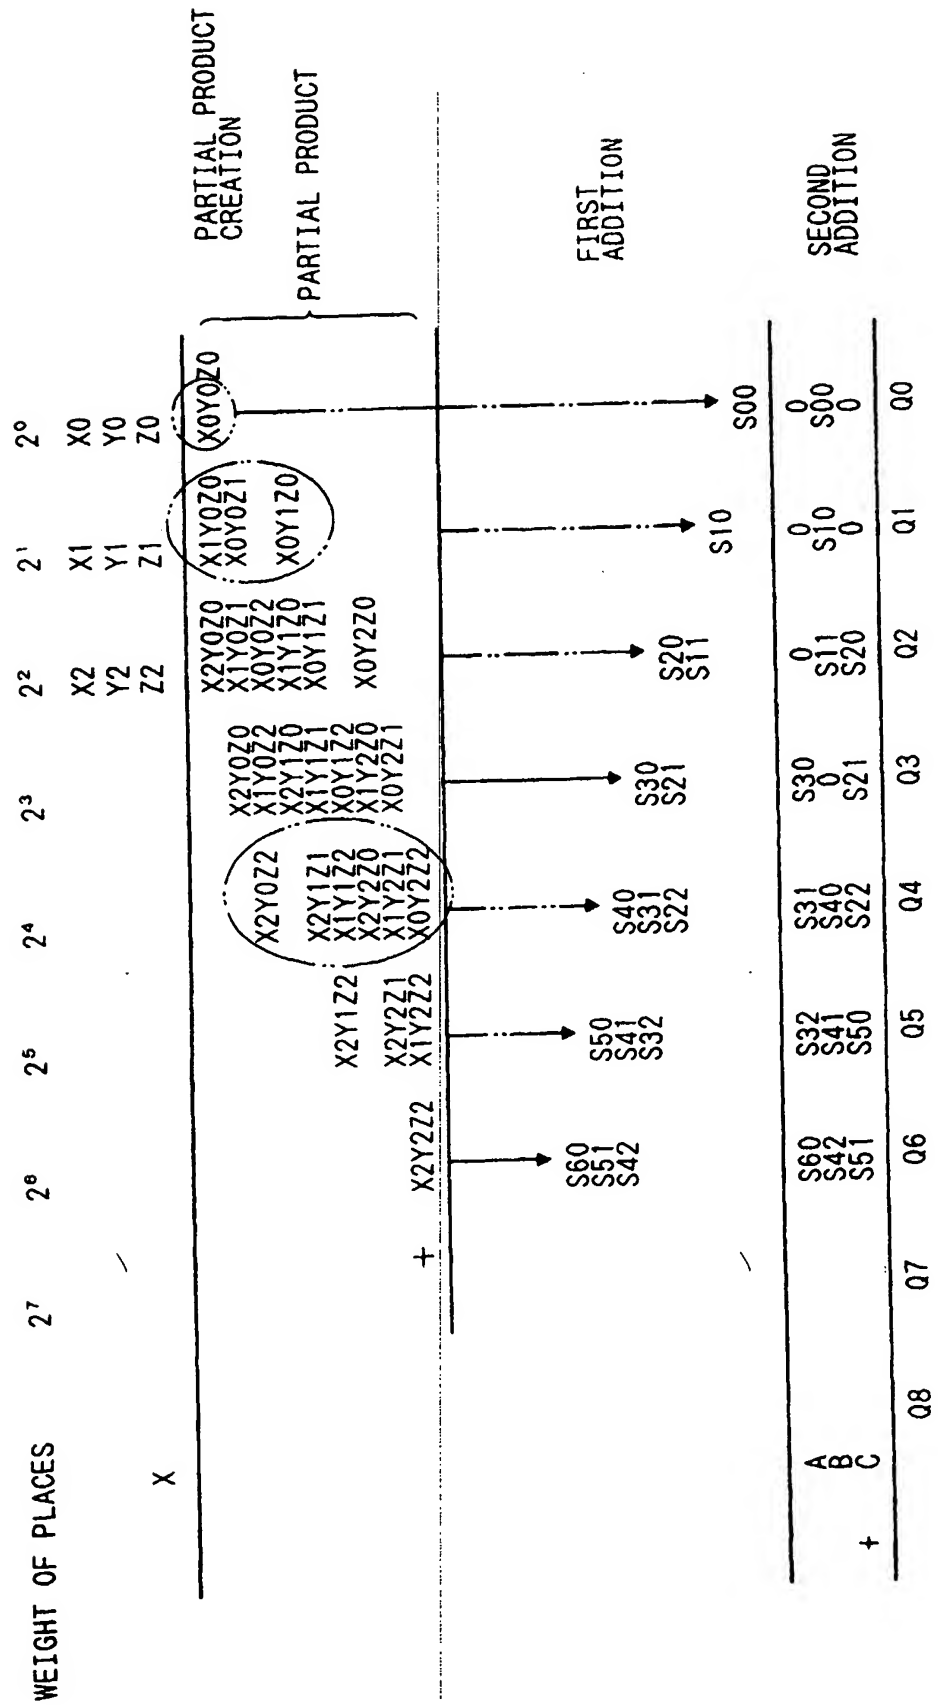 WEIGHT OF PLACES 2⁷ 2⁶ 2⁵ 2⁴ 2³ 2² 2¹ 2⁰
X2 X1 X0
Y2 Y1 Y0
X Z2 Z1 Z0
X2Y0Z0 X1Y0Z0 X0Y0Z0 PARTIAL PRODUCT
X2Y0Z0 X1Y0Z1 X0Y0Z1 CREATION
X2Y0Z2 X1Y0Z2 X0Y0Z2
X2Y1Z0 X1Y1Z0 X0Y1Z0
X2Y1Z1 X1Y1Z1 X0Y1Z1 PARTIAL PRODUCT
X2Y1Z2 X1Y1Z2 X0Y1Z2
X2Y2Z0 X1Y2Z0 X0Y2Z0
X2Y2Z1 X1Y2Z1 X0Y2Z1
+ X2Y2Z2 X1Y2Z2 X0Y2Z2
S60 FIRST
S51 S50 ADDITION
S42 S41 S40
S32 S31 S30
S22 S21 S20
S11
S10
S00
A S60 S32 S31 S30 0 0 0 SECOND
B S42 S41 S40 0 S11 S10 S00 ADDITION
+ C S51 S50 S22 S21 S20 0 0
Q8 Q7 Q6 Q5 Q4 Q3 Q2 Q1 Q0